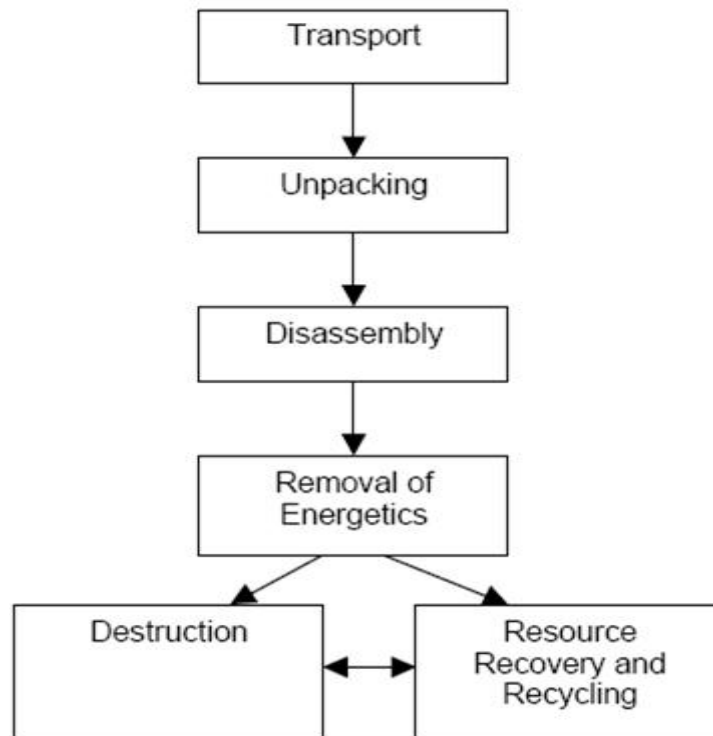 Transport
Unpacking
Disassembly
Removal of
Energetics
Destruction
Resource
Recovery and
Recycling